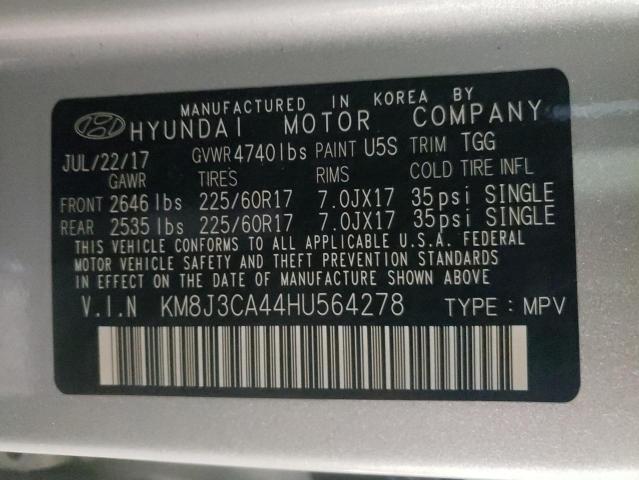 MANUFACTURED IN KOREA BY
HYUNDAI MOTOR COMPANY
JUL/22/17 GVWR 4740lbs PAINT U5S TRIM TGG
GAWR TIRES RIMS COLD TIRE INFL
FRONT 2646 lbs 225/60R17 7.0JX17 35psi SINGLE
REAR 2535 lbs 225/60R17 7.0JX17 35psi SINGLE
THIS VEHICLE CONFORMS TO ALL APPLICABLE U.S.A. FEDERAL
MOTOR VEHICLE SAFETY AND THEFT PREVENTION STANDARDS
IN EFFECT ON THE DATE OF MANUFACTURE SHOWN ABOVE.
V.I.N KM8J3CA44HU564278 TYPE: MPV